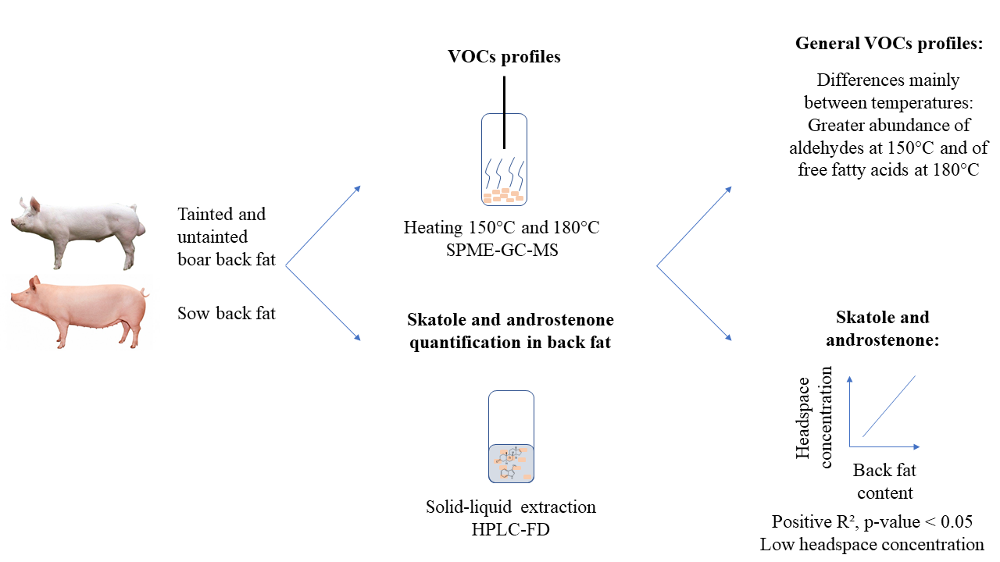 Tainted and
untainted
boar back fat
Sow back fat
VOCs profiles
Heating 150°C and 180°C
SPME-GC-MS
Skatole and androstenone
quantification in back fat
Solid-liquid extraction
HPLC-FD
General VOCs profiles:
Differences mainly
between temperatures:
Greater abundance of
aldehydes at 150°C and of
free fatty acids at 180°C
Skatole and
androstenone:
Headspace
concentration
Back fat
content
Positive R², p-value < 0.05
Low headspace concentration